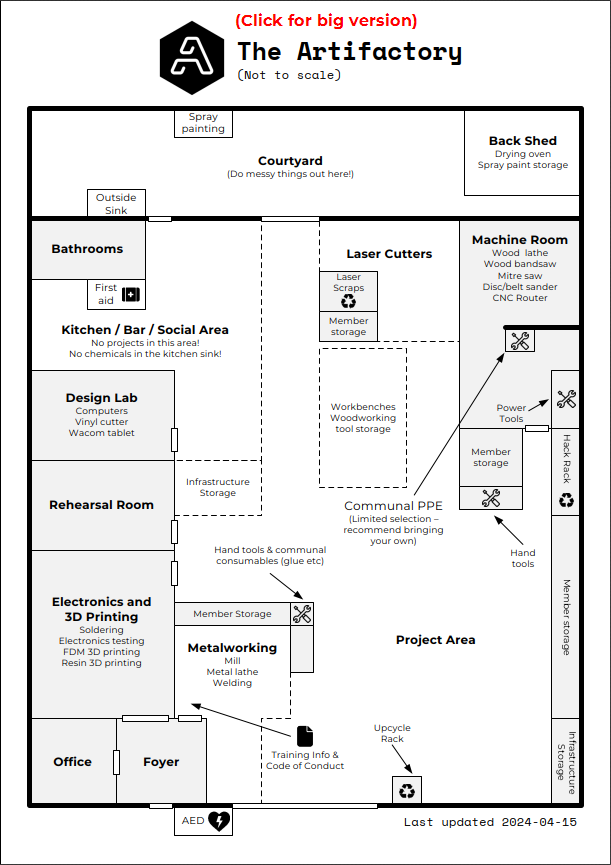 (Click for big version)
The Artifactory
(Not to scale)
Spray
painting
Back Shed
Drying oven
Spray paint storage
Courtyard
(Do messy things out here!)
Outside
Sink
Bathrooms
First
aid
Laser Cutters
Laser
Scraps
Member
storage
Machine Room
Wood lathe
Wood bandsaw
Mitre saw
Disc/belt sander
CNC Router
Kitchen / Bar / Social Area
No projects in this area!
No chemicals in the kitchen sink!
Design Lab
Computers
Vinyl cutter
Wacom tablet
Workbenches
Woodworking
tool storage
Power
Tools
Hack Rack
Member
storage
Infrastructure
Storage
Rehearsal Room
Communal PPE
(Limited selection –
recommend bringing
your own)
Hand
tools
Hand tools & communal
consumables (glue etc)
Electronics and
3D Printing
Soldering
Electronics testing
FDM 3D printing
Resin 3D printing
Member Storage
Metalworking
Mill
Metal lathe
Welding
Project Area
Member storage
Training Info &
Code of Conduct
Upcycle
Rack
Infrastructure
Storage
Office
Foyer
AED
Last updated 2024-04-15